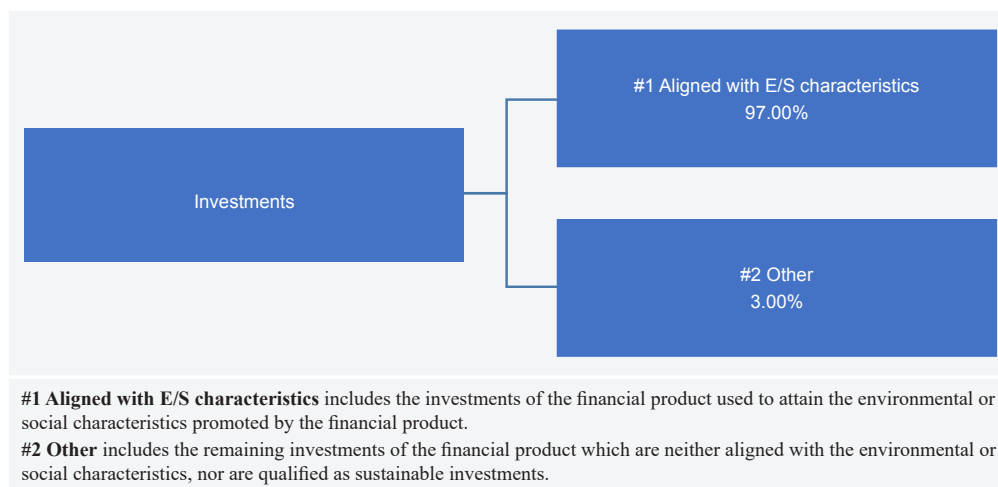 #1 Aligned with E/S characteristics
97.00%
Investments
#2 Other
3.00%
#1 Aligned with E/S characteristics includes the investments of the financial product used to attain the environmental or
social characteristics promoted by the financial product.
#2 Other includes the remaining investments of the financial product which are neither aligned with the environmental or
social characteristics, nor are qualified as sustainable investments.